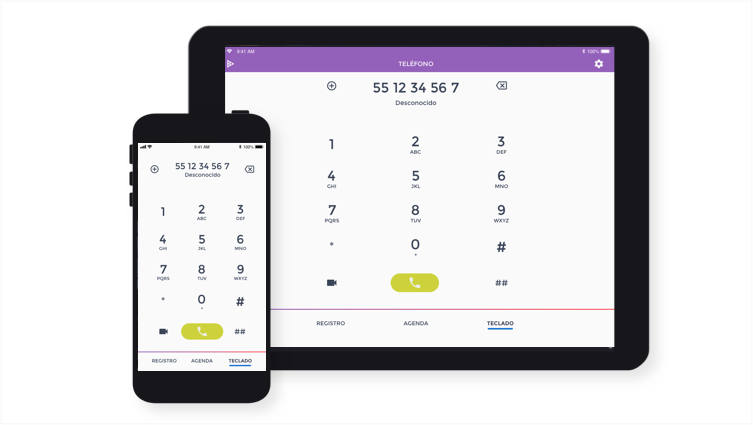 9:41 AM 100%
TELÉFONO
55 12 34 56 7
Desconocido
1 2 3
ABC DEF
4 5 6
GHI JKL MNO
7 8 9
PQRS TUV WXYZ
* 0 #
+
##
REGISTRO AGENDA TECLADO
9:41 AM 100%
55 12 34 56 7
Desconocido
1 2 3
ABC DEF
4 5 6
GHI JKL MNO
7 8 9
PQRS TUV WXYZ
* 0 #
+
##
REGISTRO AGENDA TECLADO